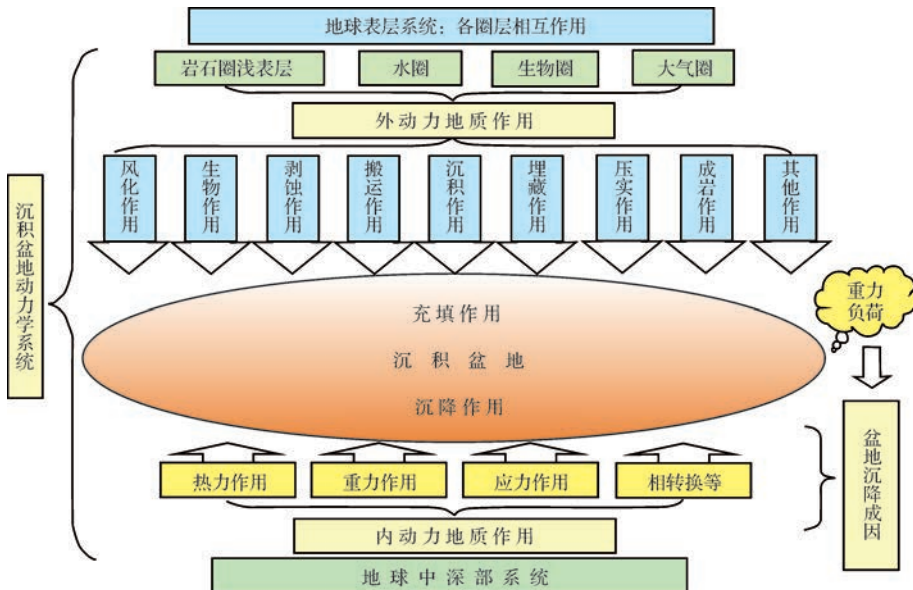 地球表层系统：各圈层相互作用
岩石圈浅表层
水圈
生物圈
大气圈
外动力地质作用
风化作用
生物作用
剥蚀作用
搬运作用
沉积作用
埋藏作用
压实作用
成岩作用
其他作用
沉积盆地动力学系统
充填作用
沉积盆地
沉降作用
重力
负荷
盆地沉降成因
热力作用
重力作用
应力作用
相转换等
内动力地质作用
地球中深部系统